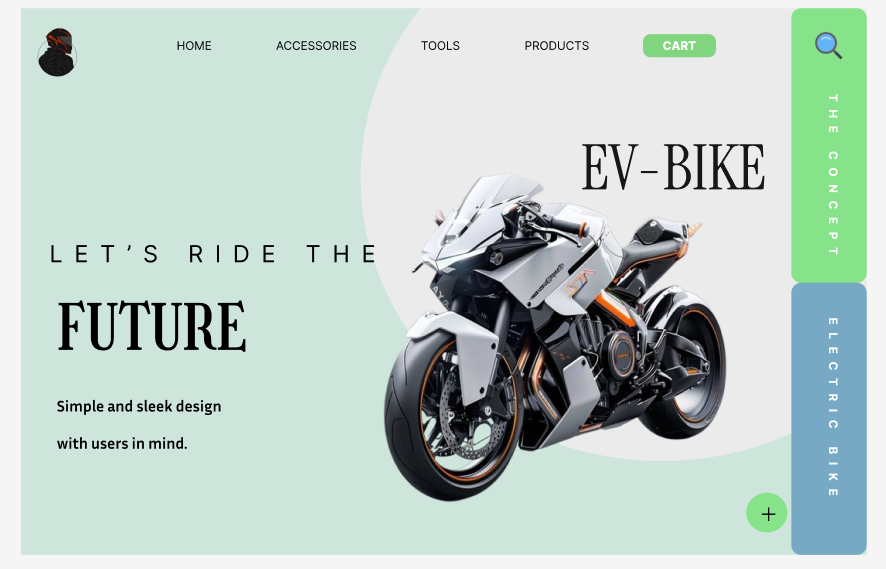 HOME ACCESSORIES TOOLS PRODUCTS CART
EV-BIKE
LET’S RIDE THE
FUTURE
Simple and sleek design
with users in mind.
THE CONCEPT
ELECTRIC BIKE
+